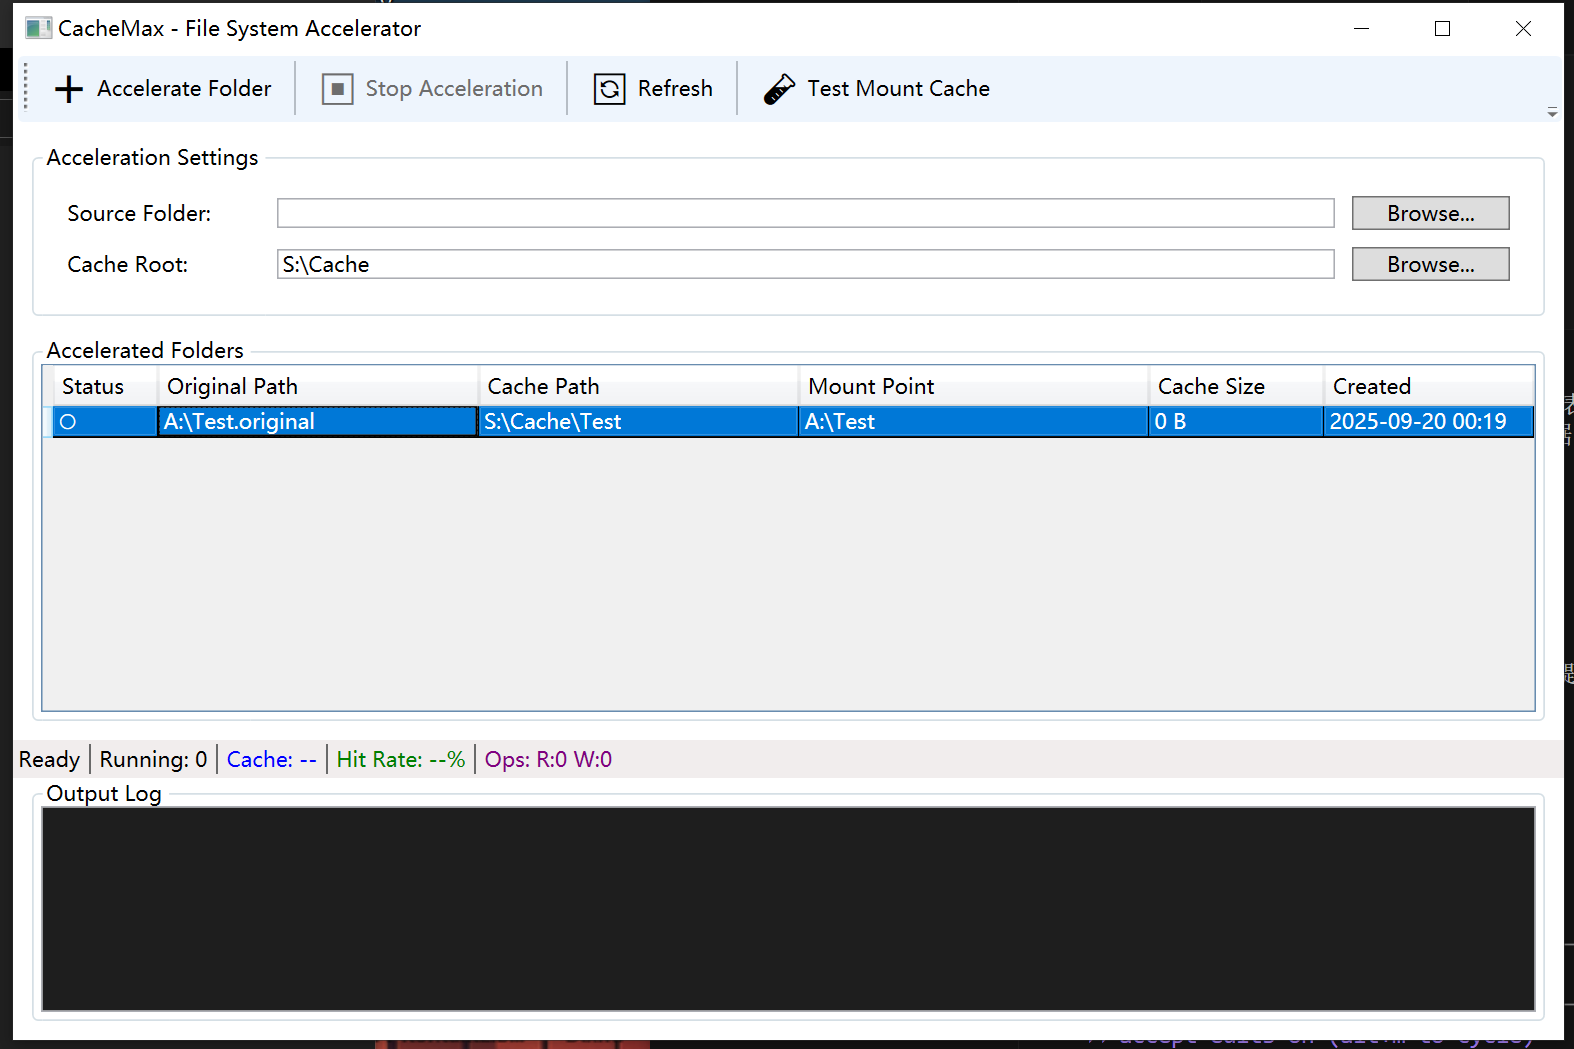 CacheMax - File System Accelerator
Accelerate Folder Stop Acceleration Refresh Test Mount Cache
Acceleration Settings
Source Folder: Browse...
Cache Root: S:\Cache Browse...
Accelerated Folders
Status Original Path Cache Path Mount Point Cache Size Created
A:\Test.original S:\Cache\Test A:\Test 0 B 2025-09-20 00:19
Ready Running: 0 Cache: -- Hit Rate: --% Ops: R:0 W:0
Output Log